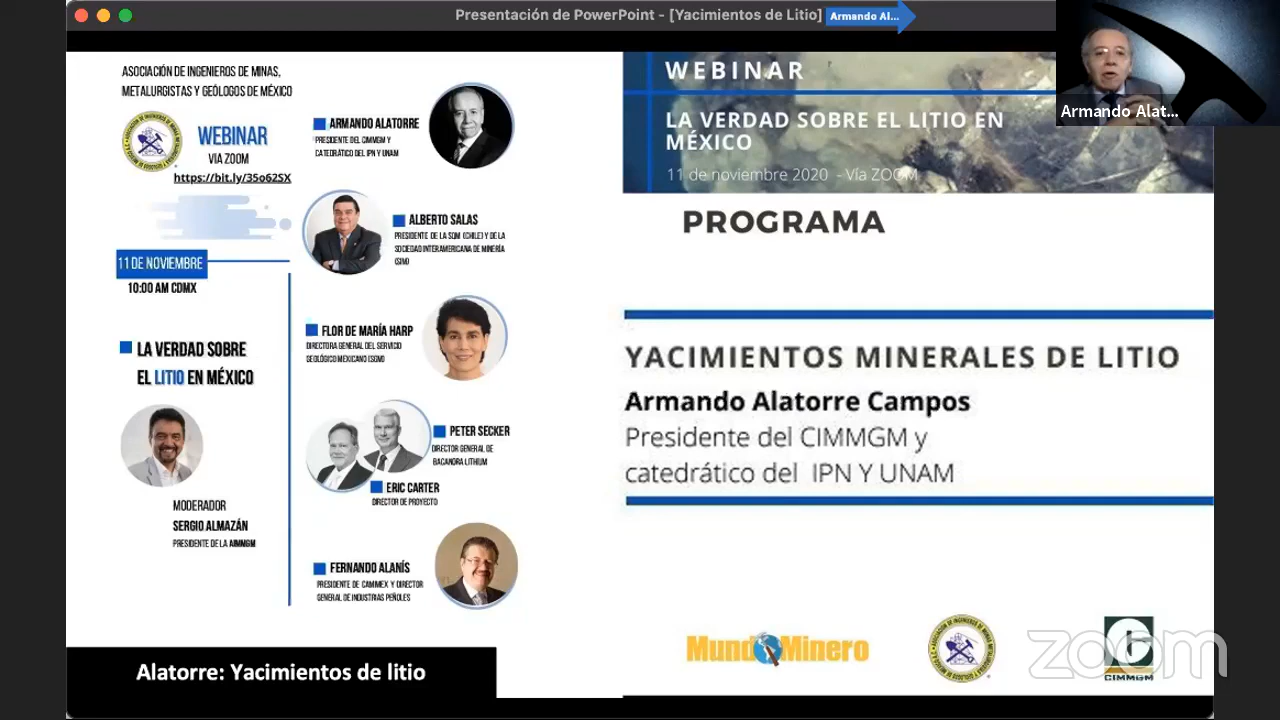 Presentación de PowerPoint - [Yacimientos de Litio]
Armando Al...
ASOCIACIÓN DE INGENIEROS DE MINAS,
METALURGISTAS Y GEÓLOGOS DE MÉXICO
WEBINAR
VIA ZOOM
https://bit.ly/35o62SX
11 DE NOVIEMBRE
10:00 AM CDMX
LA VERDAD SOBRE
EL LITIO EN MÉXICO
MODERADOR
SERGIO ALMAZÁN
PRESIDENTE DE LA AIMMGM
ARMANDO ALATORRE
PRESIDENTE DEL CIMMGM Y
CATEDRÁTICO DEL IPN Y UNAM
ALBERTO SALAS
PRESIDENTE DE LA SQM (CHILE) Y DE LA
SOCIEDAD INTERAMERICANA DE MINERÍA
(SIM)
FLOR DE MARÍA HARP
DIRECTORA GENERAL DEL SERVICIO
GEOLÓGICO MEXICANO (SGM)
PETER SECKER
DIRECTOR GENERAL DE
BACANORA LITHIUM
ERIC CARTER
DIRECTOR DE PROYECTO
FERNANDO ALANÍS
PRESIDENTE DE CAMIMEX Y DIRECTOR
GENERAL DE INDUSTRIAS PEÑOLES
Alatorre: Yacimientos de litio
WEBINAR
LA VERDAD SOBRE EL LITIO EN
MÉXICO
11 de noviembre 2020 - Vía ZOOM
PROGRAMA
YACIMIENTOS MINERALES DE LITIO
Armando Alatorre Campos
Presidente del CIMMGM y
catedrático del IPN Y UNAM
Mundo Minero
CIMMGM
zoom
Armando Alat...